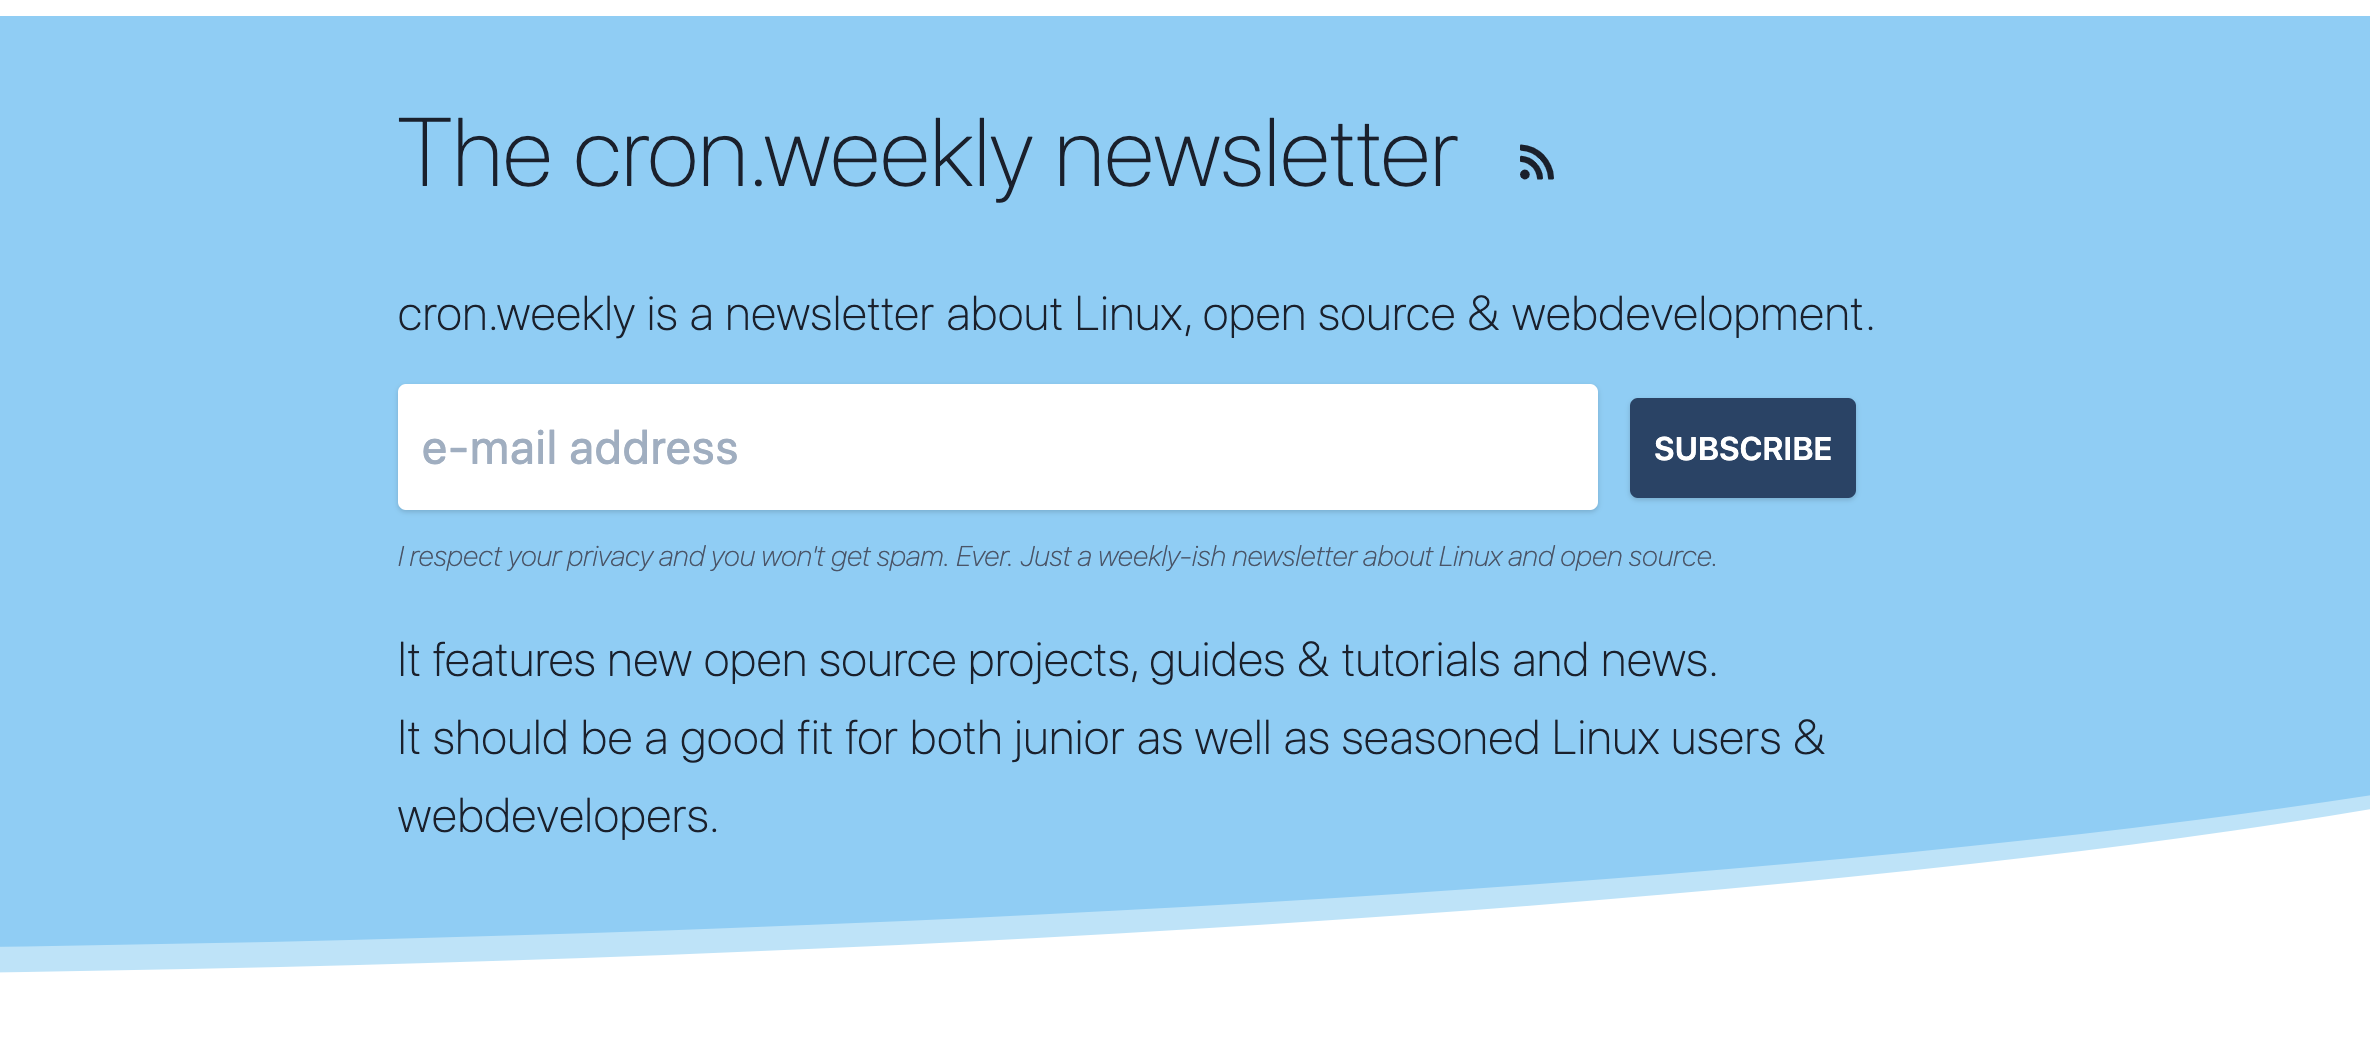 The cron.weekly newsletter
cron.weekly is a newsletter about Linux, open source & webdevelopment.
e-mail address
SUBSCRIBE
I respect your privacy and you won't get spam. Ever. Just a weekly-ish newsletter about Linux and open source.
It features new open source projects, guides & tutorials and news.
It should be a good fit for both junior as well as seasoned Linux users &
webdevelopers.